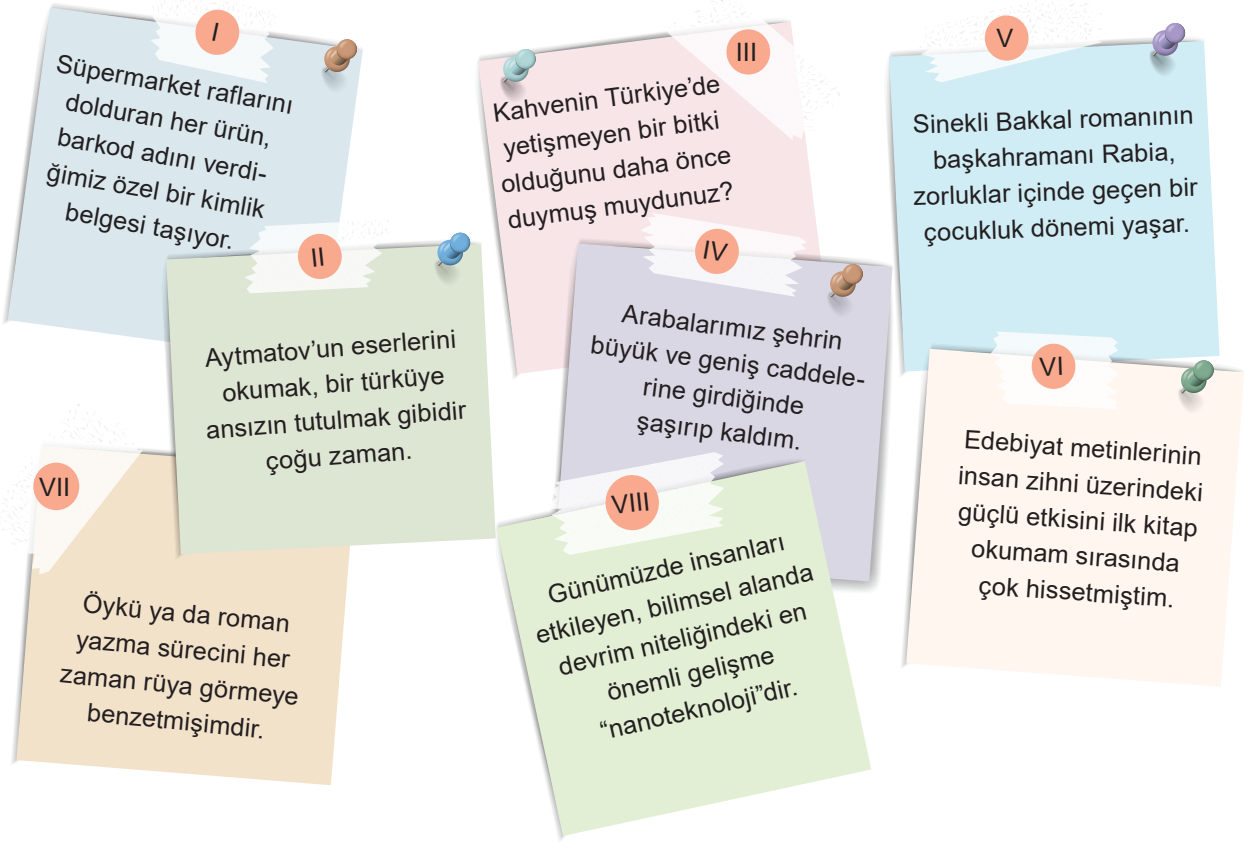 I
Süpermarket raflarını
dolduran her ürün,
barkod adını verdi-
ğimiz özel bir kimlik
belgesi taşıyor.
II
Aytmatov’un eserlerini
okumak, bir türküye
ansızın tutulmak gibidir
çoğu zaman.
III
Kahvenin Türkiye’de
yetişmeyen bir bitki
olduğunu daha önce
duymuş muydunuz?
IV
Arabalarımız şehrin
büyük ve geniş caddele-
rine girdiğinde
şaşırıp kaldım.
V
Sinekli Bakkal romanının
başkahramanı Rabia,
zorluklar içinde geçen bir
çocukluk dönemi yaşar.
VI
Edebiyat metinlerinin
insan zihni üzerindeki
güçlü etkisini ilk kitap
okumam sırasında
çok hissetmiştim.
VII
Öykü ya da roman
yazma sürecini her
zaman rüya görmeye
benzetmişimdir.
VIII
Günümüzde insanları
etkileyen, bilimsel alanda
devrim niteliğindeki en
önemli gelişme
“nanoteknoloji”dir.